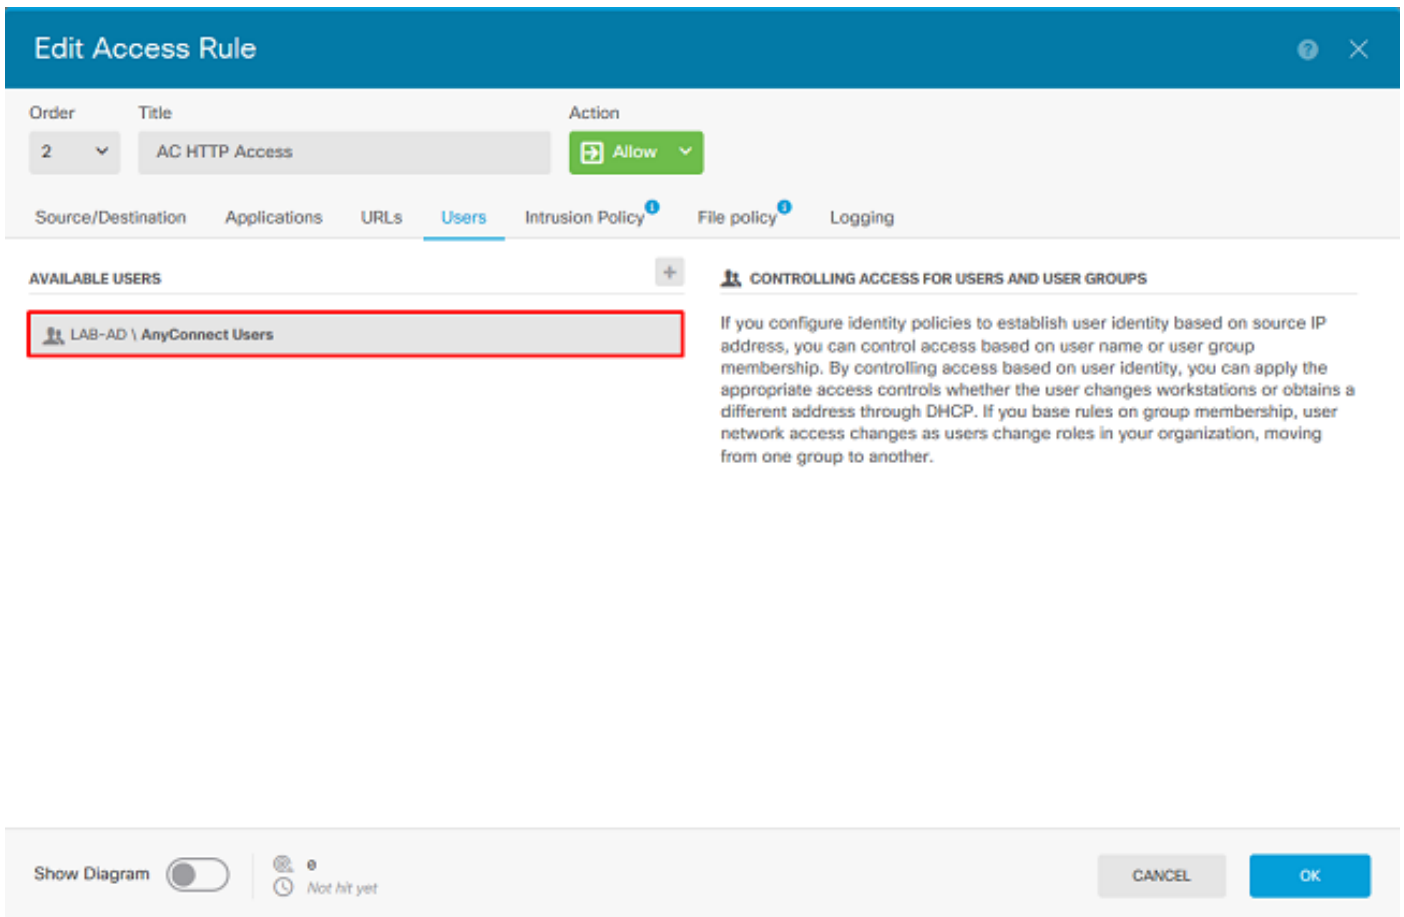 Edit Access Rule
Order Title Action
2 AC HTTP Access Allow
Source/Destination Applications URLs Users Intrusion Policy File policy Logging
AVAILABLE USERS
LAB-AD \ AnyConnect Users
CONTROLLING ACCESS FOR USERS AND USER GROUPS
If you configure identity policies to establish user identity based on source IP
address, you can control access based on user name or user group
membership. By controlling access based on user identity, you can apply the
appropriate access controls whether the user changes workstations or obtains a
different address through DHCP. If you base rules on group membership, user
network access changes as users change roles in your organization, moving
from one group to another.
Show Diagram
0
Not hit yet
CANCEL OK